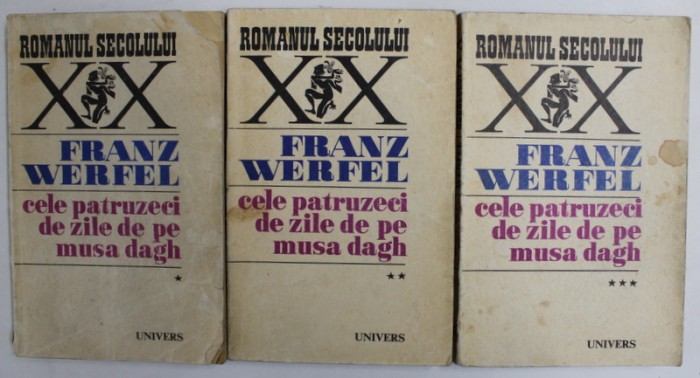 ROMANUL SECOLULUI
XX
FRANZ
WERFEL
cele patruzeci
de zile de pe
musa dagh
*
UNIVERS
ROMANUL SECOLULUI
XX
FRANZ
WERFEL
cele patruzeci
de zile de pe
musa dagh
**
UNIVERS
ROMANUL SECOLULUI
XX
FRANZ
WERFEL
cele patruzeci
de zile de pe
musa dagh
***
UNIVERS